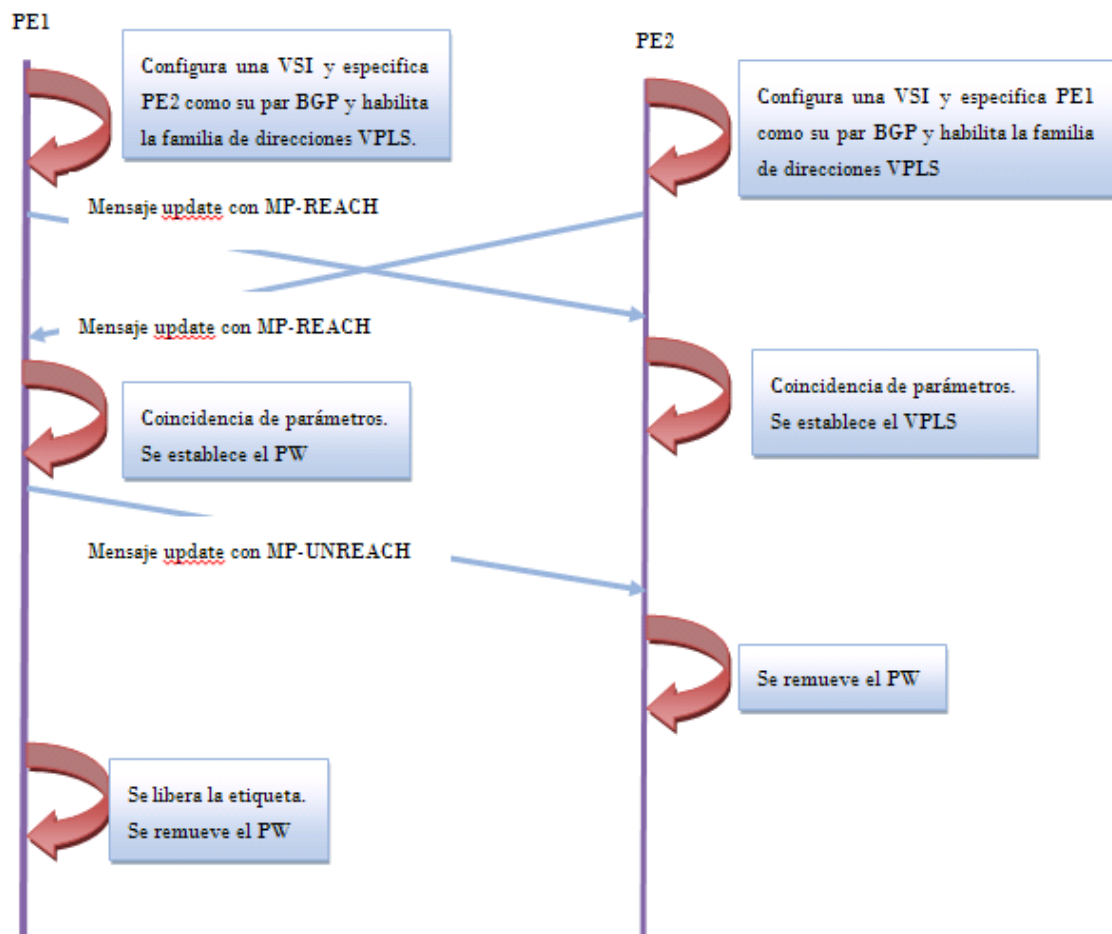 PE1
PE2
Configura una VSI y especifica
PE2 como su par BGP y habilita
la familia de direcciones VPLS.
Configura una VSI y especifica PE1
como su par BGP y habilita la familia
de direcciones VPLS
Mensaje update con MP-REACH
Mensaje update con MP-REACH
Coincidencia de parámetros.
Se establece el PW
Coincidencia de parámetros.
Se establece el VPLS
Mensaje update con MP-UNREACH
Se remueve el PW
Se libera la etiqueta.
Se remueve el PW